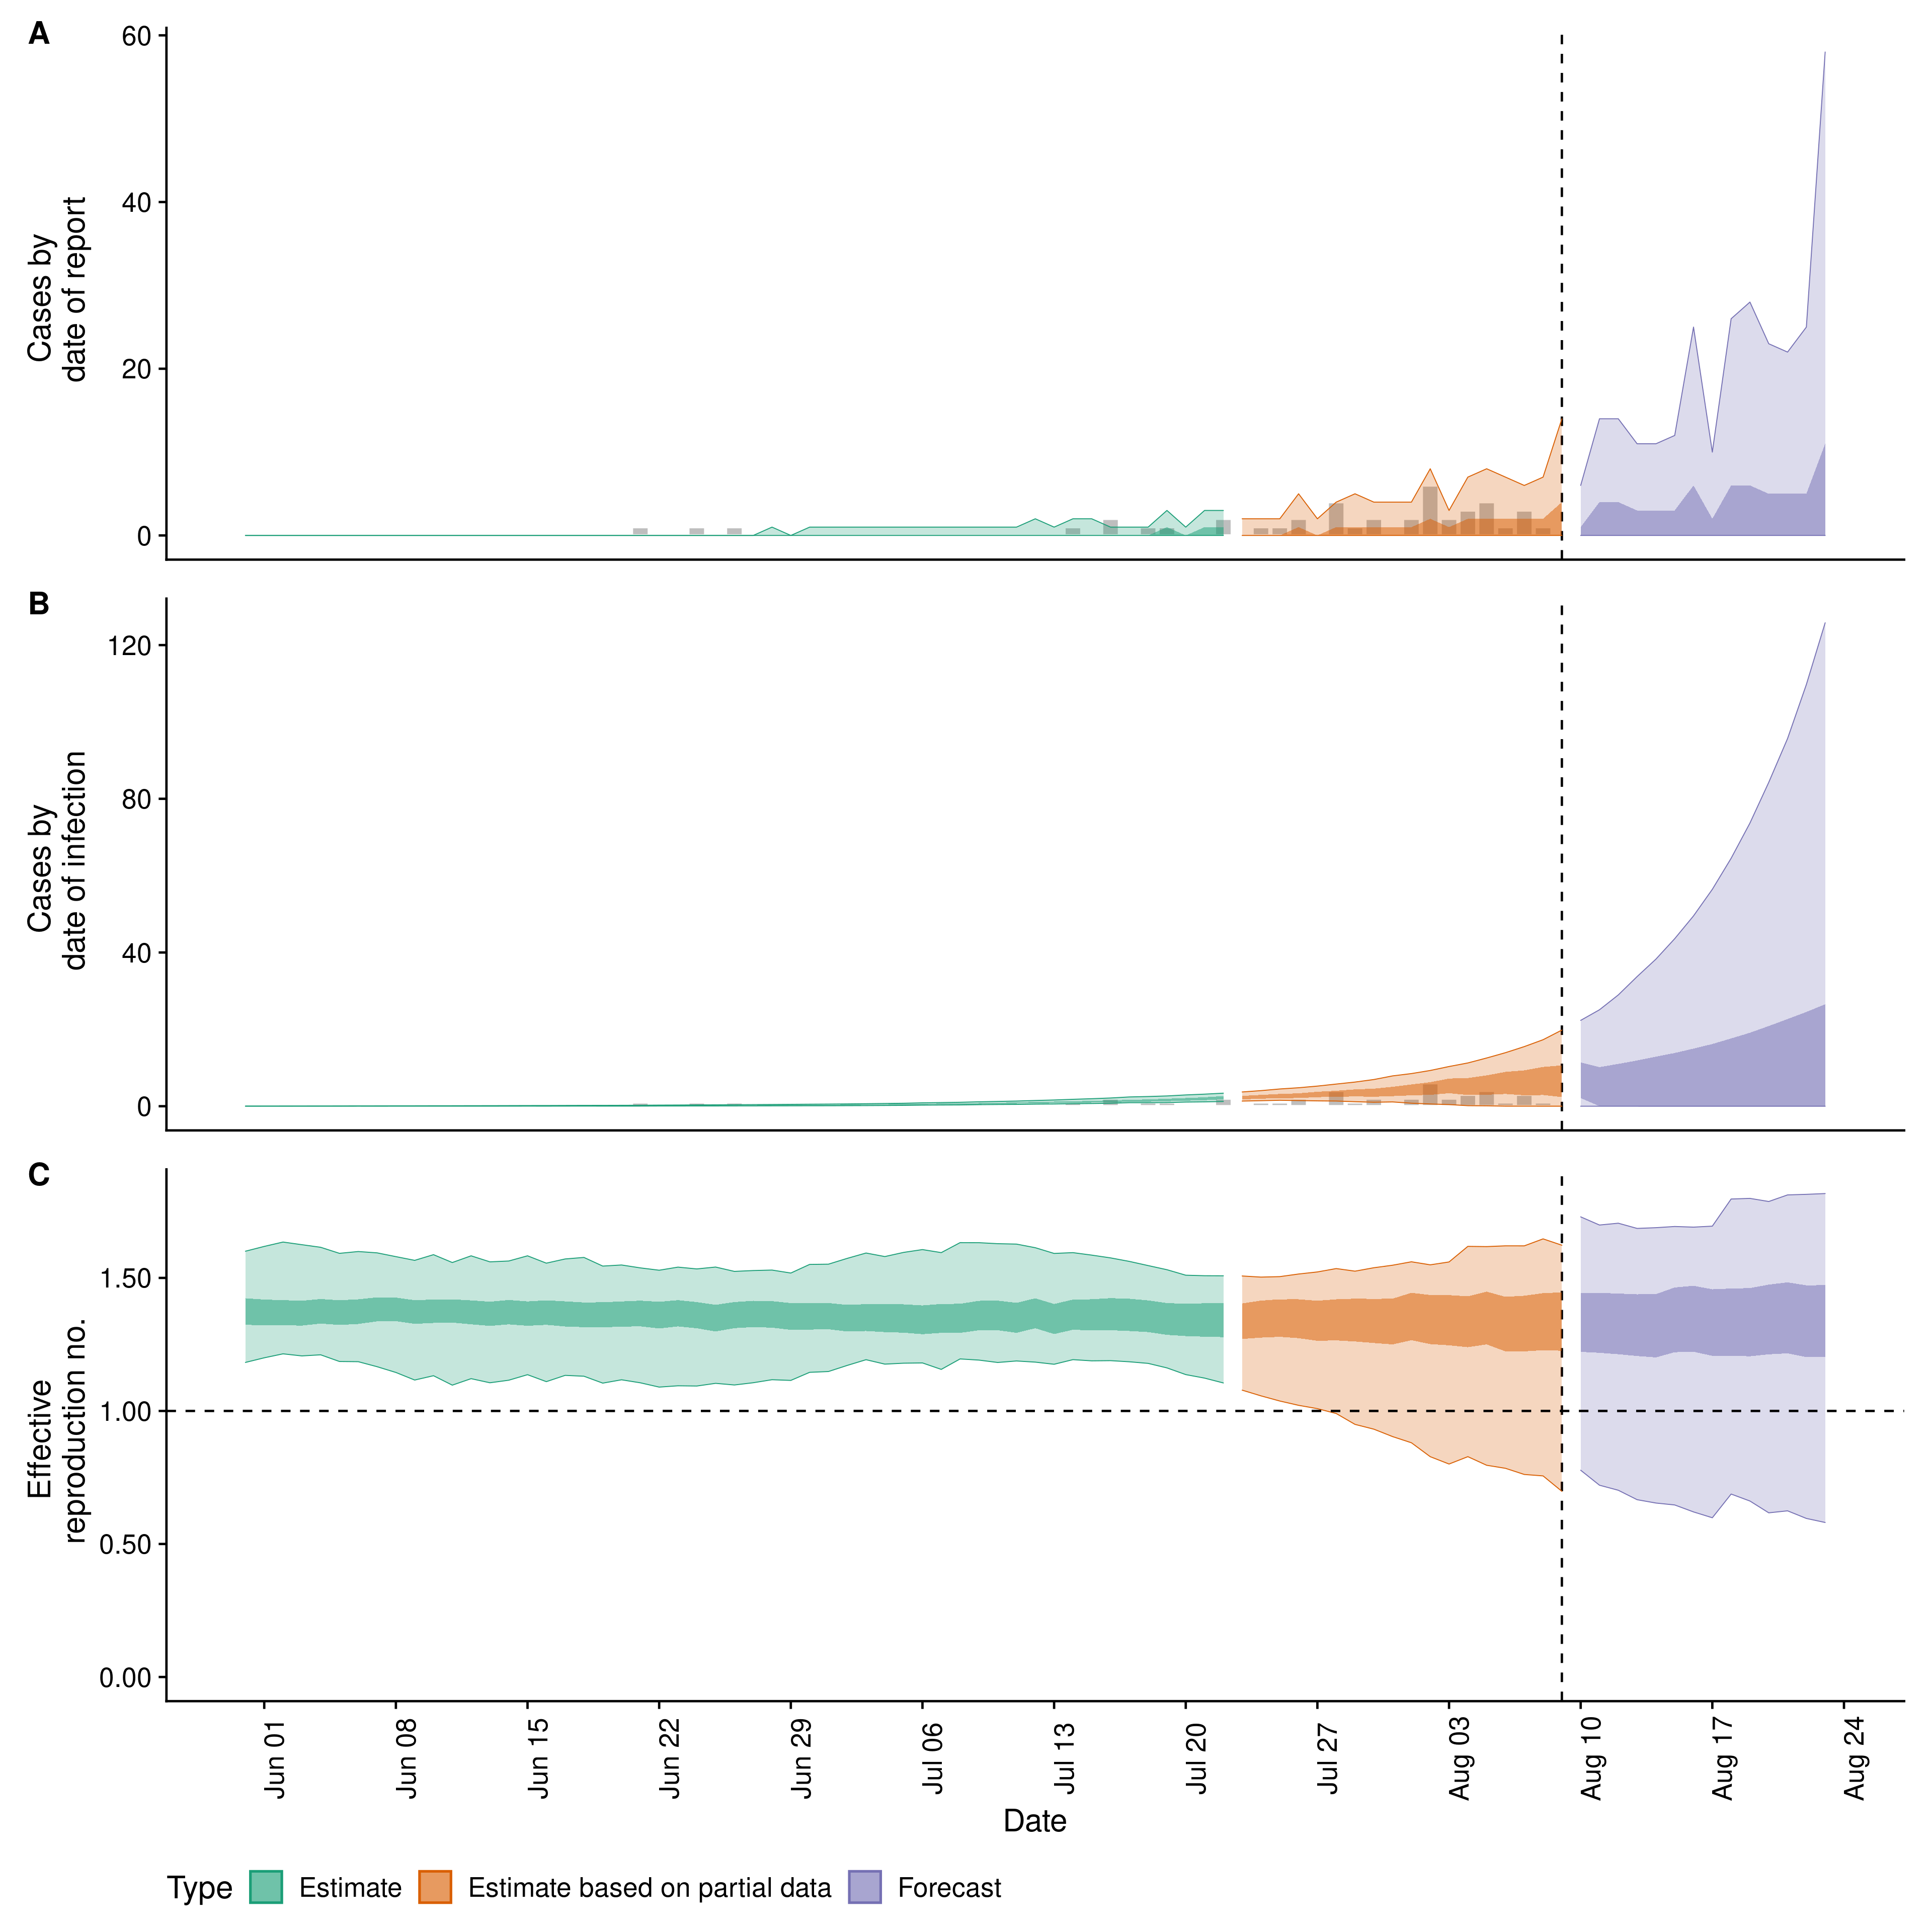 A
60
40
20
0
Cases by
date of report
B
120
80
40
0
Cases by
date of infection
C
1.50
1.00
0.50
0.00
Effective
reproduction no.
Jun 01
Jun 08
Jun 15
Jun 22
Jun 29
Jul 06
Jul 13
Jul 20
Jul 27
Aug 03
Aug 10
Aug 17
Aug 24
Date
Type Estimate Estimate based on partial data Forecast